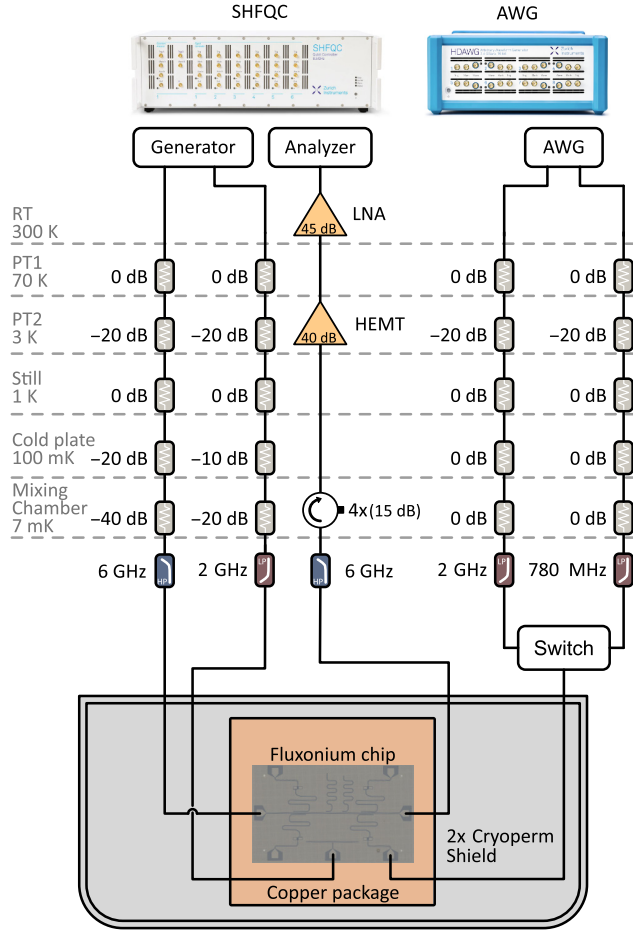 SHFQC
AWG
SHFQC
HDAWG
Zurich
Instruments
Generator
Analyzer
AWG
RT
300 K
45 dB
LNA
PT1
70 K
0 dB
0 dB
0 dB
0 dB
PT2
3 K
−20 dB
−20 dB
40 dB
HEMT
−20 dB
−20 dB
Still
1 K
0 dB
0 dB
0 dB
0 dB
Cold plate
100 mK
−20 dB
−10 dB
0 dB
0 dB
Mixing
Chamber
7 mK
−40 dB
−20 dB
4x(15 dB)
0 dB
0 dB
6 GHz
HP
2 GHz
LP
HP
6 GHz
2 GHz
LP
780 MHz
LP
Switch
Fluxonium chip
2x Cryoperm
Shield
Copper package